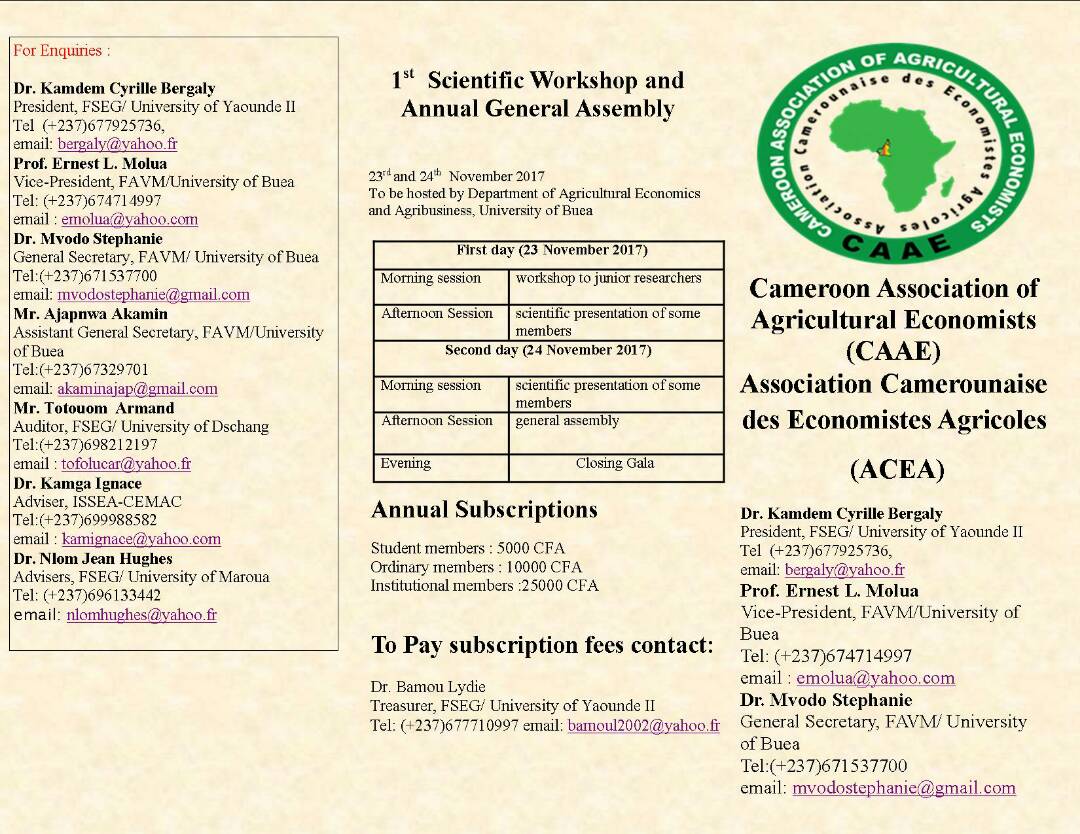 For Enquiries :
Dr. Kamdem Cyrille Bergaly
President, FSEG/ University of Yaounde II
Tel (+237)677925736,
email: bergaly@yahoo.fr
Prof. Ernest L. Molua
Vice-President, FAVM/University of Buea
Tel: (+237)674714997
email : emolua@yahoo.com
Dr. Mvodo Stephanie
General Secretary, FAVM/ University of Buea
Tel:(+237)671537700
email: mvodostephanie@gmail.com
Mr. Ajapnwa Akamin
Assistant General Secretary, FAVM/University
of Buea
Tel:(+237)67329701
email: akaminajap@gmail.com
Mr. Totouom Armand
Auditor, FSEG/ University of Dschang
Tel:(+237)698212197
email : tofolucar@yahoo.fr
Dr. Kamga Ignace
Adviser, ISSEA-CEMAC
Tel:(+237)699988582
email : kamignace@yahoo.com
Dr. Nlom Jean Hughes
Advisers, FSEG/ University of Maroua
Tel: (+237)696133442
email: nlomhughes@yahoo.fr
1st Scientific Workshop and
Annual General Assembly
23rd and 24th November 2017
To be hosted by Department of Agricultural Economics
and Agribusiness, University of Buea
First day (23 November 2017)
Morning session workshop to junior researchers
Afternoon Session scientific presentation of some
members
Second day (24 November 2017)
Morning session scientific presentation of some
members
Afternoon Session general assembly
Evening Closing Gala
Annual Subscriptions
Student members : 5000 CFA
Ordinary members : 10000 CFA
Institutional members :25000 CFA
To Pay subscription fees contact:
Dr. Bamou Lydie
Treasurer, FSEG/ University of Yaounde II
Tel: (+237)677710997 email: bamoul2002@yahoo.fr
CAMEROON ASSOCIATION OF AGRICULTURAL ECONOMISTS
Association Camerounaise des Economistes Agricoles
CAAE
Cameroon Association of
Agricultural Economists
(CAAE)
Association Camerounaise
des Economistes Agricoles
(ACEA)
Dr. Kamdem Cyrille Bergaly
President, FSEG/ University of Yaounde II
Tel (+237)677925736,
email: bergaly@yahoo.fr
Prof. Ernest L. Molua
Vice-President, FAVM/University of
Buea
Tel: (+237)674714997
email : emolua@yahoo.com
Dr. Mvodo Stephanie
General Secretary, FAVM/ University
of Buea
Tel:(+237)671537700
email: mvodostephanie@gmail.com